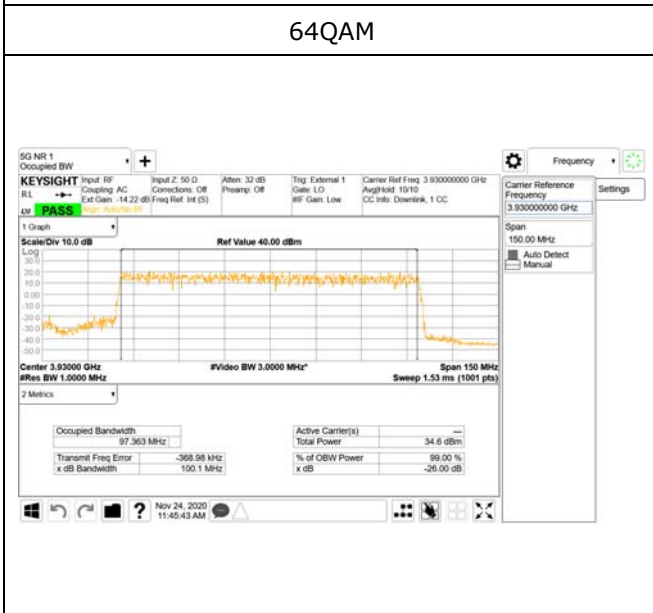 64QAM
5G NR 1
Occupied BW
Frequency
KEYSIGHT Input: RF Input Z: 50 Ω Atten: 32 dB Trig: External 1 Carrier Ref Freq: 3.930000000 GHz
RL Coupling: AC Corrections: Off Preamp: Off Gate: LO Avg|Hold: 10/10
Ext Gain: -14.22 dB Freq Ref: Int (S) #IF Gain: Low CC Info: Downlink, 1 CC
PASS Align: Auto/No RF
Carrier Reference
Frequency
3.930000000 GHz
Settings
Span
150.00 MHz
Auto Detect
Manual
1 Graph
Scale/Div 10.0 dB Ref Value 40.00 dBm
Log
30.0
20.0
10.0
0.00
-10.0
-20.0
-30.0
-40.0
-50.0
Center 3.93000 GHz #Video BW 3.0000 MHz* Span 150 MHz
#Res BW 1.0000 MHz Sweep 1.53 ms (1001 pts)
2 Metrics
Occupied Bandwidth Active Carrier(s) ---
97.363 MHz Total Power 34.6 dBm
Transmit Freq Error -368.98 kHz % of OBW Power 99.00 %
x dB Bandwidth 100.1 MHz x dB -26.00 dB
Nov 24, 2020
11:45:43 AM